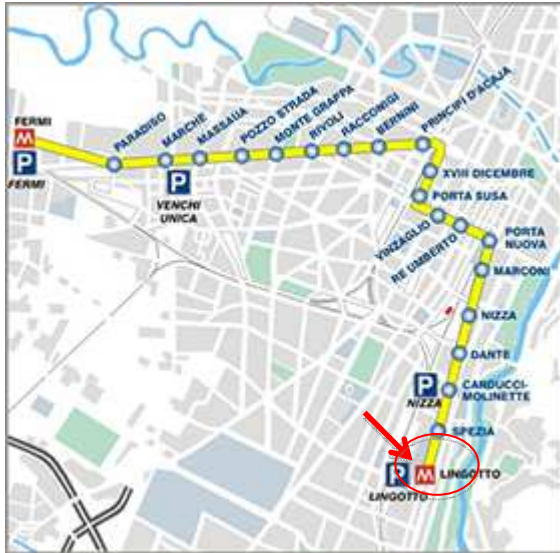 FERMI
M
P
FERMI
PARADISO
MARCHE
MASSAUA
POZZO STRADA
MONTE GRAPPA
RIVOLI
RACCONIGI
BERNINI
PRINCIPI D'ACAJA
P
VENCHI
UNICA
XVIII DICEMBRE
PORTA SUSA
VINZAGLIO
RE UMBERTO
PORTA
NUOVA
MARCONI
NIZZA
DANTE
P
NIZZA
CARDUCCI-
MOLINETTE
SPEZIA
P
LINGOTTO
M
LINGOTTO